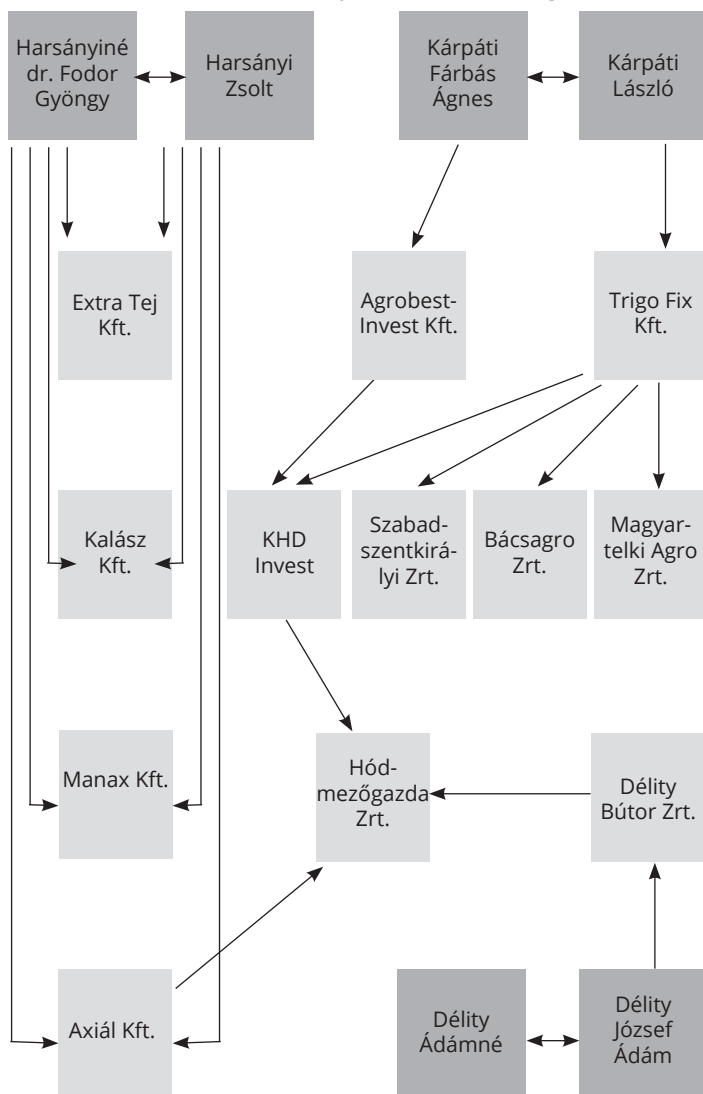 Harsányiné
dr. Fodor
Gyöngy
Harsányi
Zsolt
Kárpáti
Fárbás
Ágnes
Kárpáti
László
Extra Tej
Kft.
Agrobest-
Invest Kft.
Trigo Fix
Kft.
Kalász
Kft.
KHD
Invest
Szabad-
szentkirá-
lyi Zrt.
Bácsagro
Zrt.
Magyar-
telki Agro
Zrt.
Manax Kft.
Hód-
mezőgazda
Zrt.
Délity
Bútor Zrt.
Axiál Kft.
Délity
Ádámné
Délity
József
Ádám